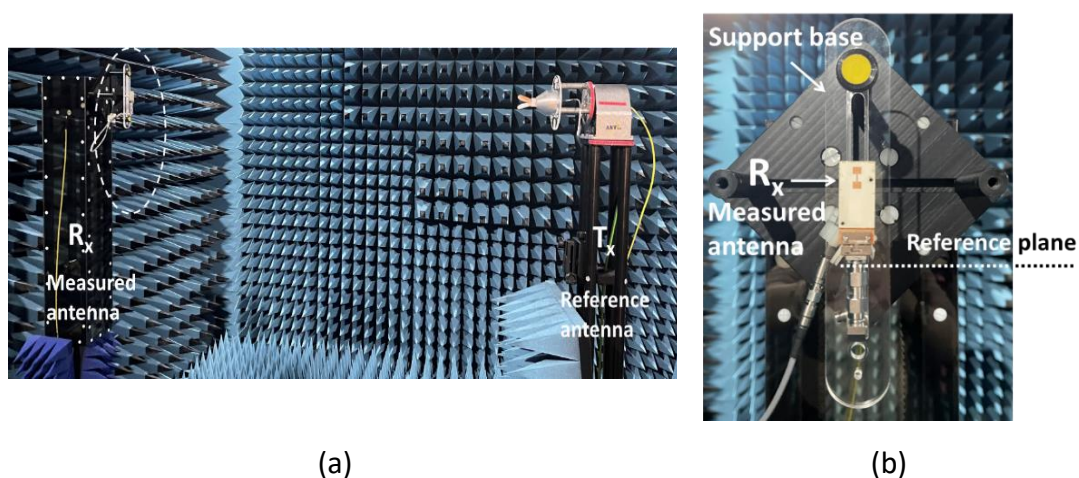 Rx
Measured
antenna
Tx
Reference
antenna
(a)
Support base
Rx
Measured
antenna
Reference plane
(b)